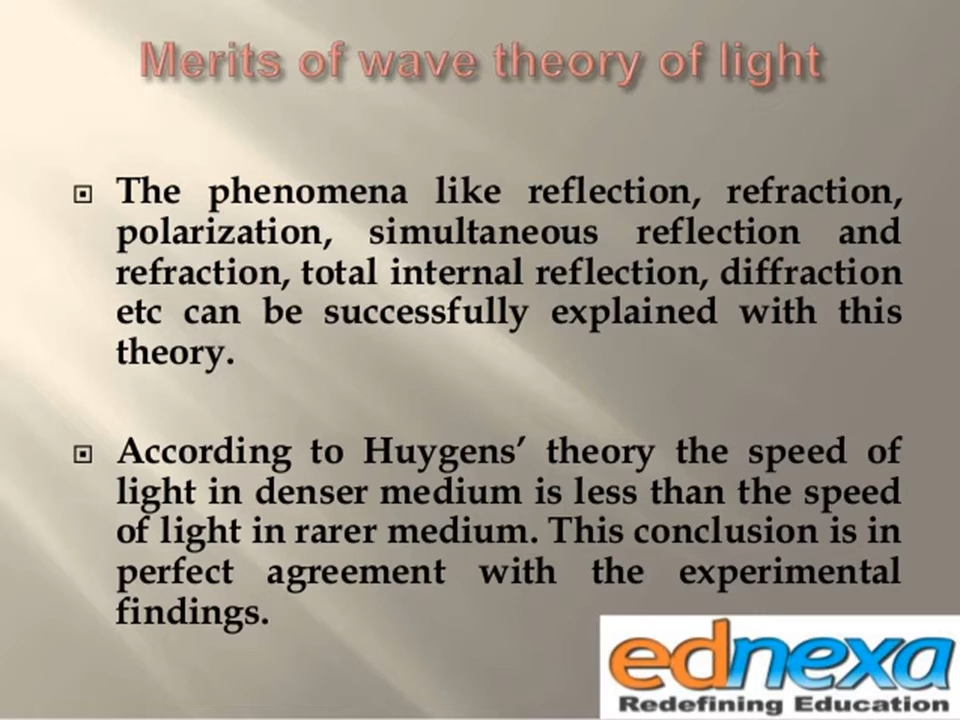 Merits of wave theory of light
The phenomena like reflection, refraction,
polarization, simultaneous reflection and
refraction, total internal reflection, diffraction
etc can be successfully explained with this
theory.
According to Huygens’ theory the speed of
light in denser medium is less than the speed
of light in rarer medium. This conclusion is in
perfect agreement with the experimental
findings.
ednexa
Redefining Education